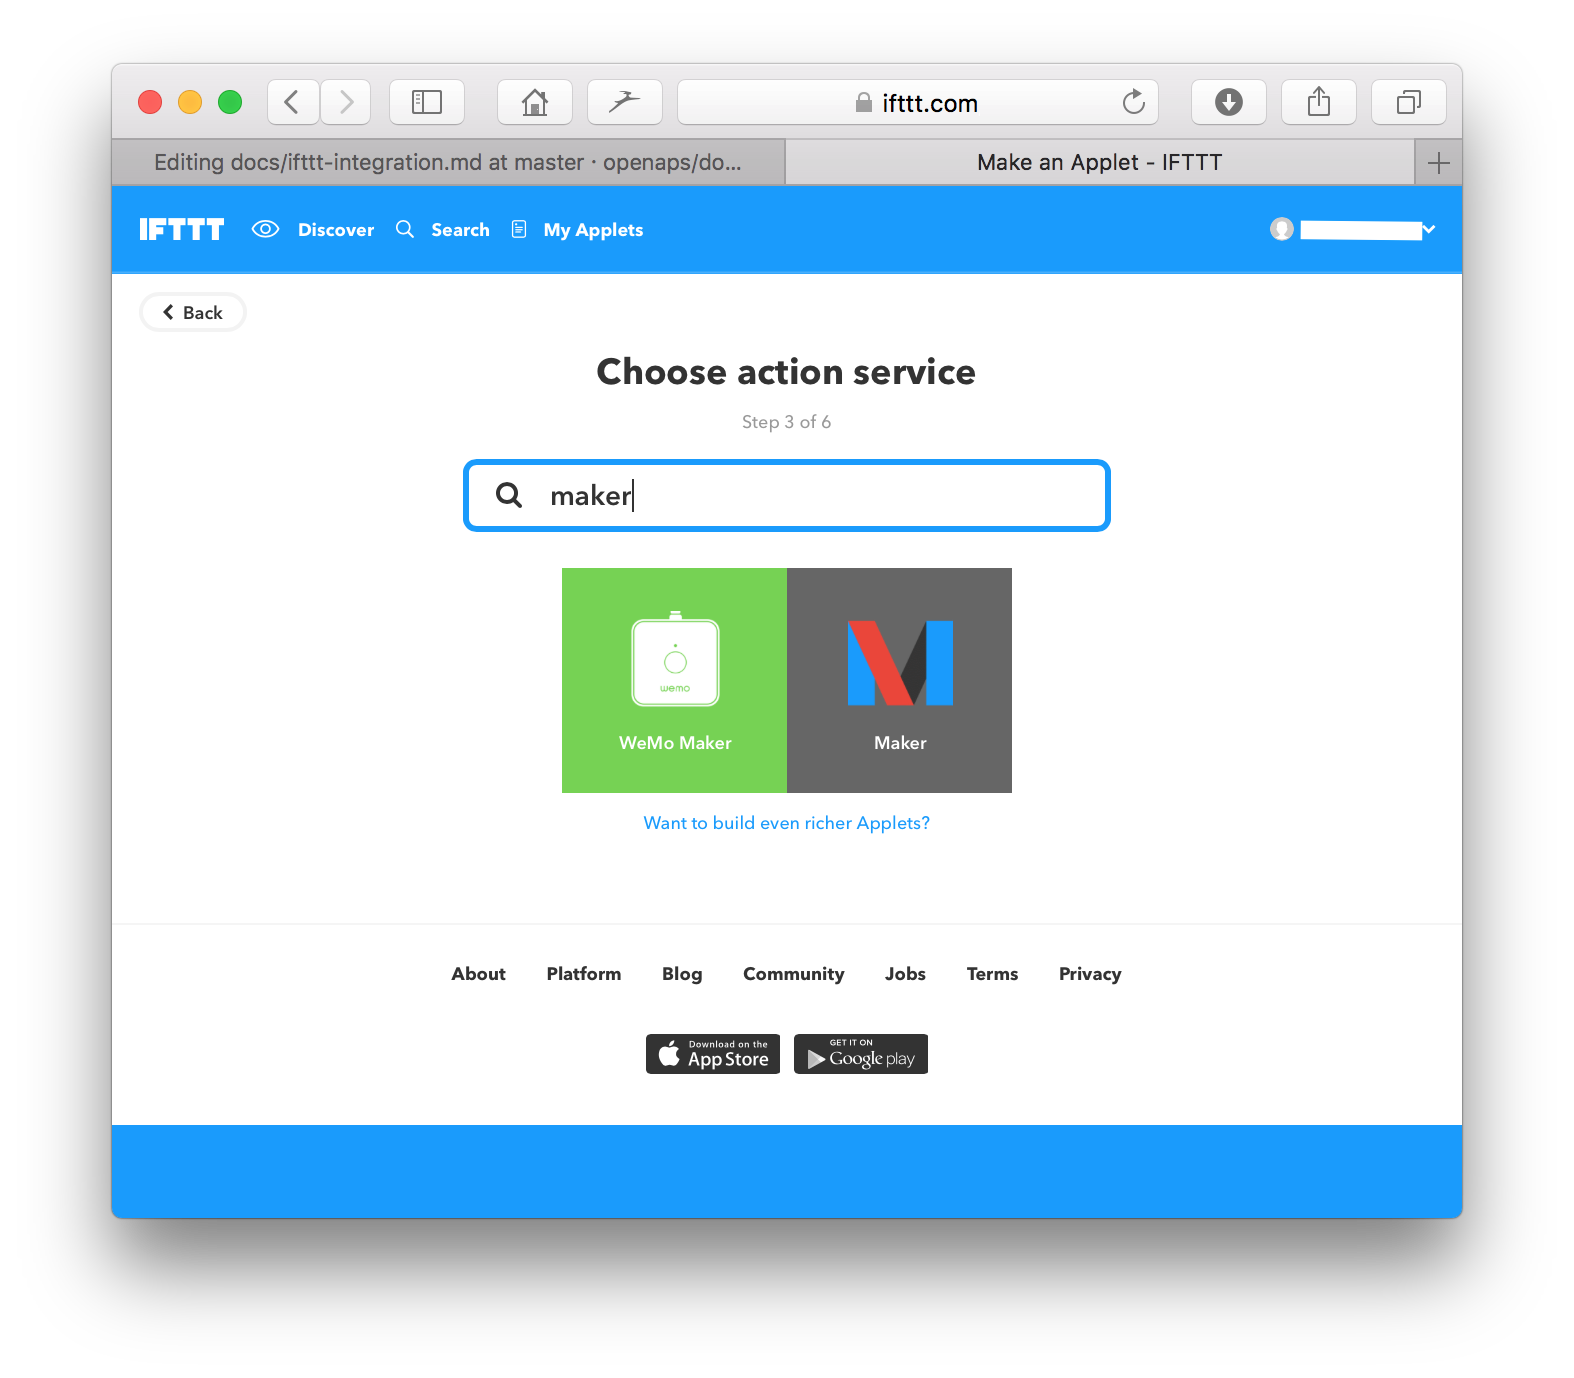 ifttt.com
Editing docs/ifttt-integration.md at master · openaps/do...
Make an Applet - IFTTT
IFTTT Discover Search My Applets
Back
Choose action service
Step 3 of 6
maker
wemo
WeMo Maker
Maker
Want to build even richer Applets?
About Platform Blog Community Jobs Terms Privacy
Download on the
App Store
GET IT ON
Google play